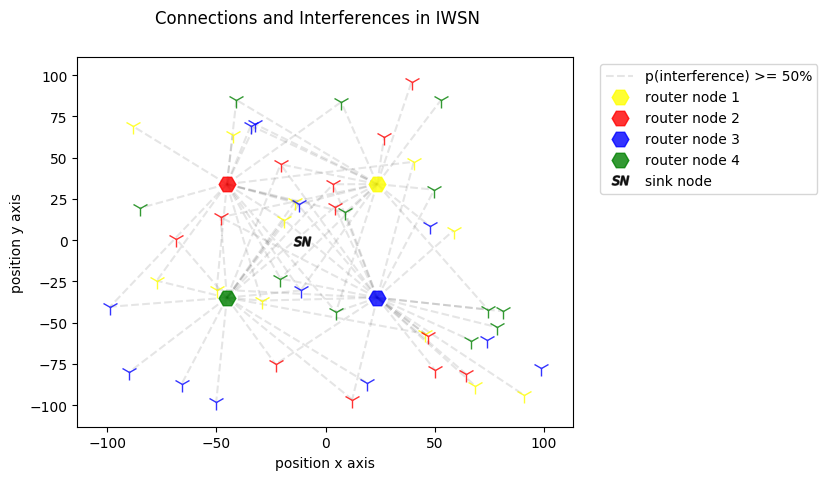 Connections and Interferences in IWSN
p(interference) >= 50%
router node 1
router node 2
router node 3
router node 4
SN sink node
SN
position y axis
100
75
50
25
0
−25
−50
−75
−100
−100 −50 0 50 100
position x axis